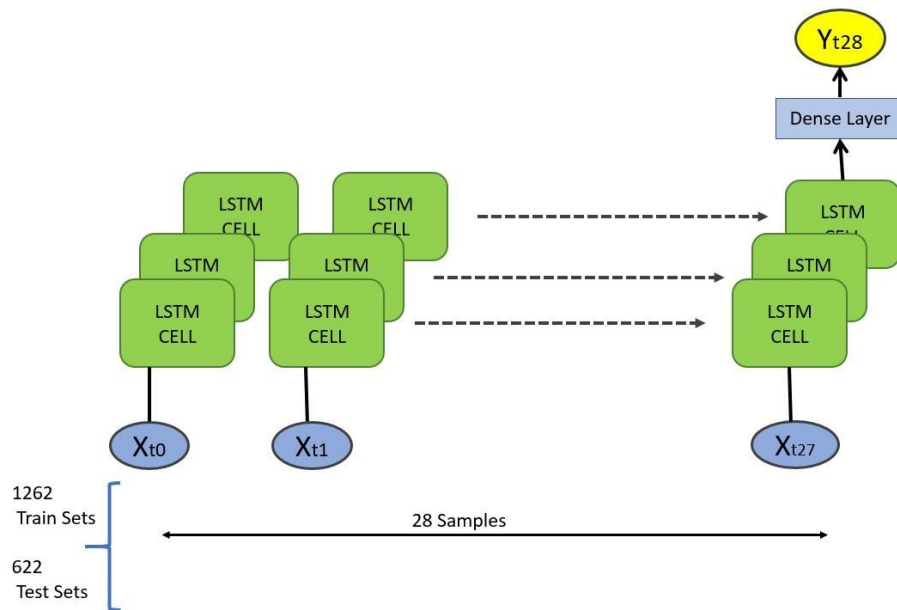 Yt28
Dense Layer
LSTM
CELL
LSTM
CELL
LSTM
CELL
LSTM
LSTM
LSTM
LSTM
CELL
LSTM
CELL
LSTM
CELL
Xt0
Xt1
Xt27
1262
Train Sets
28 Samples
622
Test Sets